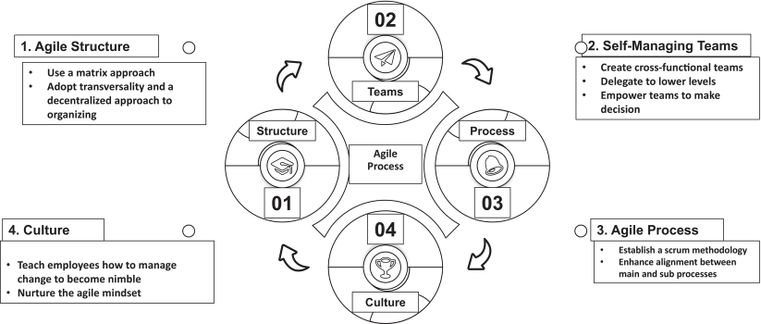 1. Agile Structure
• Use a matrix approach
• Adopt transversality and a
decentralized approach to
organizing
02
Teams
2. Self-Managing Teams
• Create cross-functional teams
• Delegate to lower levels
• Empower teams to make
decision
Structure
01
Agile
Process
Process
03
4. Culture
• Teach employees how to manage
change to become nimble
• Nurture the agile mindset
04
Culture
3. Agile Process
• Establish a scrum methodology
• Enhance alignment between
main and sub processes